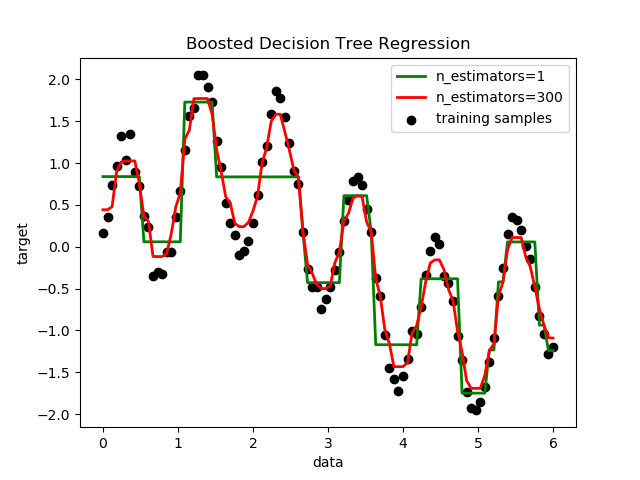 Boosted Decision Tree Regression
n_estimators=1
n_estimators=300
training samples
target
2.0
1.5
1.0
0.5
0.0
−0.5
−1.0
−1.5
−2.0
0 1 2 3 4 5 6
data